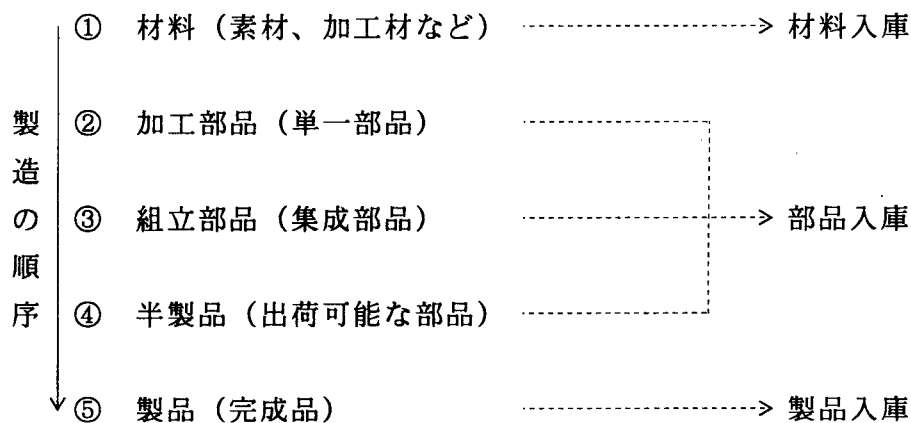 ① 材料（素材、加工材など） 材料入庫
② 加工部品（単一部品）
③ 組立部品（集成部品） 部品入庫
④ 半製品（出荷可能な部品）
⑤ 製品（完成品） 製品入庫
製造の順序